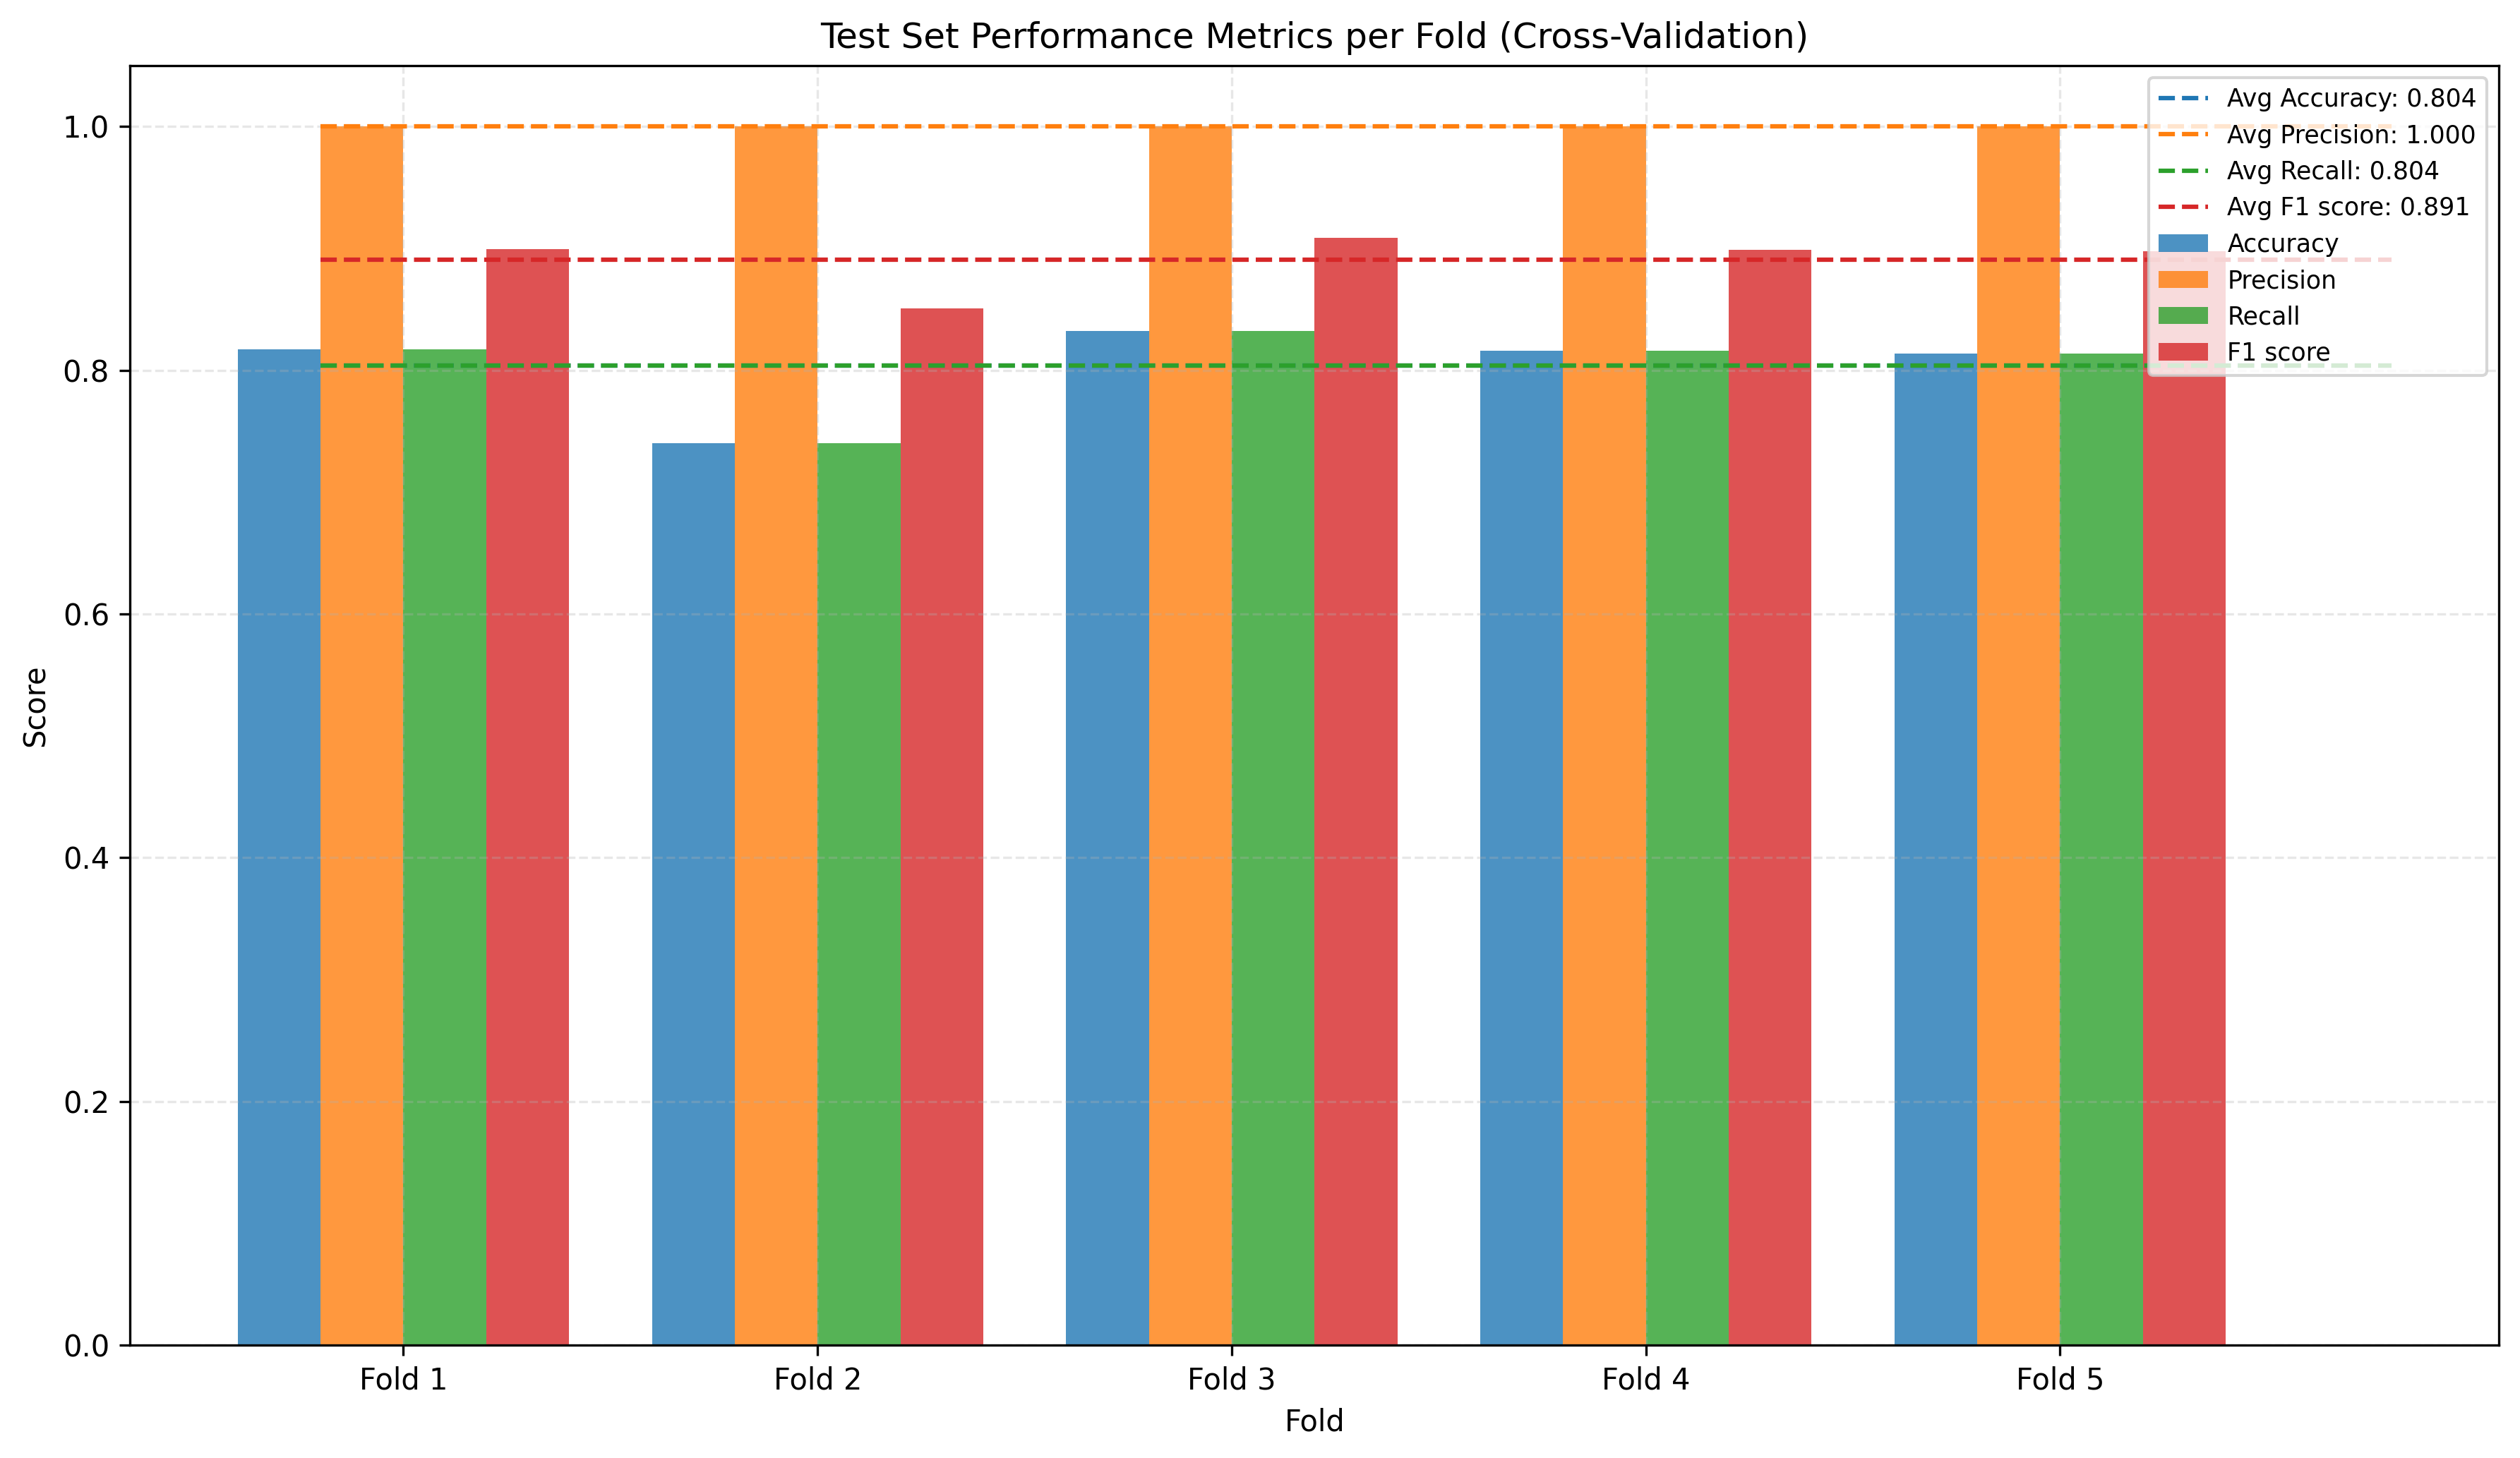 Test Set Performance Metrics per Fold (Cross-Validation)
Avg Accuracy: 0.804
Avg Precision: 1.000
Avg Recall: 0.804
Avg F1 score: 0.891
Accuracy
Precision
Recall
F1 score
1.0
0.8
0.6
0.4
0.2
0.0
Score
Fold 1
Fold 2
Fold 3
Fold 4
Fold 5
Fold